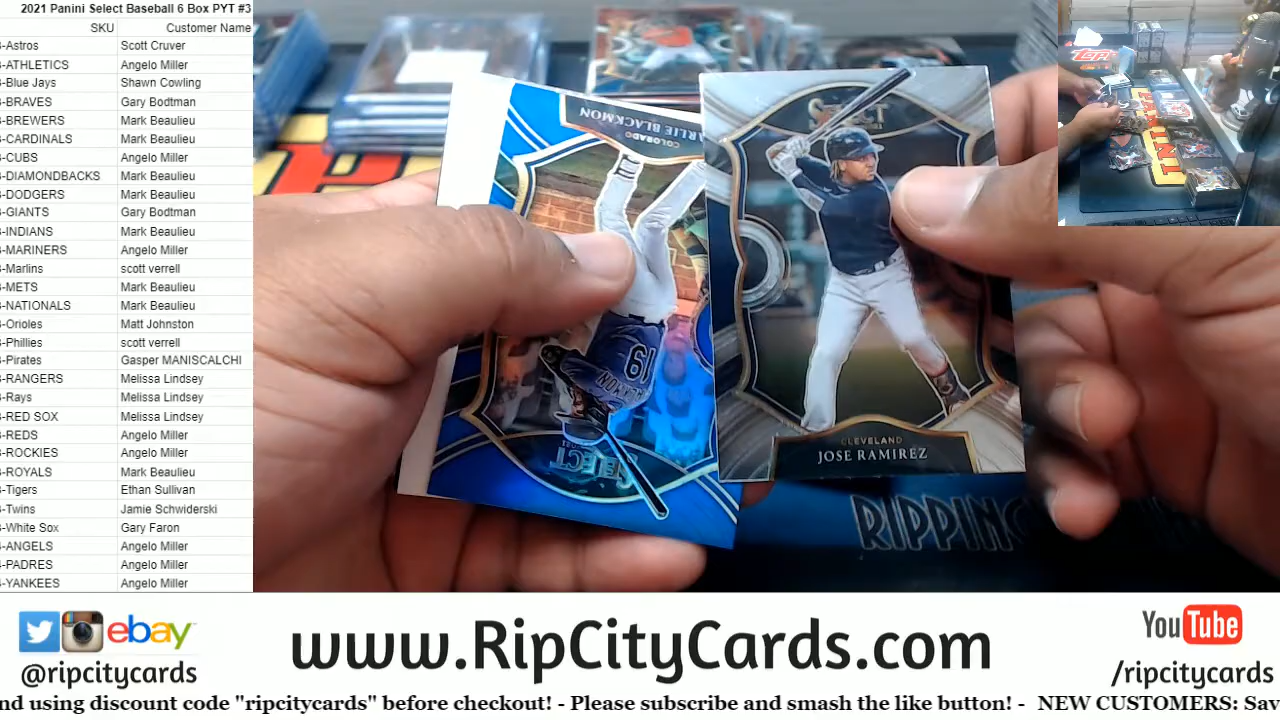 2021 Panini Select Baseball 6 Box PYT #3
SKU Customer Name
-Astros Scott Cruver
-ATHLETICS Angelo Miller
-Blue Jays Shawn Cowling
-BRAVES Gary Bodtman
-BREWERS Mark Beaulieu
-CARDINALS Mark Beaulieu
-CUBS Angelo Miller
-DIAMONDBACKS Mark Beaulieu
-DODGERS Mark Beaulieu
-GIANTS Gary Bodtman
-INDIANS Mark Beaulieu
-MARINERS Angelo Miller
-Marlins scott verrell
-METS Mark Beaulieu
-NATIONALS Mark Beaulieu
-Orioles Matt Johnston
-Phillies scott verrell
-Pirates Gasper MANISCALCHI
-RANGERS Melissa Lindsey
-Rays Melissa Lindsey
-RED SOX Melissa Lindsey
-REDS Angelo Miller
-ROCKIES Angelo Miller
-ROYALS Mark Beaulieu
-Tigers Ethan Sullivan
-Twins Jamie Schwiderski
-White Sox Gary Faron
-ANGELS Angelo Miller
-PADRES Angelo Miller
-YANKEES Angelo Miller
COLORADO
ARLIE BLACKMON
19
SELECT
SELECT
CLEVELAND
JOSE RAMIREZ
PANINI
RIPPING
ebay
@ripcitycards
www.RipCityCards.com
YouTube
/ripcitycards
nd using discount code "ripcitycards" before checkout! - Please subscribe and smash the like button! - NEW CUSTOMERS: Sav